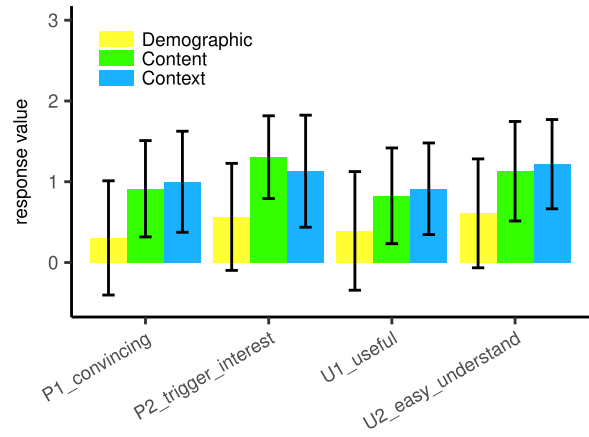 3
Demographic
Content
Context
2
response value
1
0
P1_convincing
P2_trigger_interest
U1_useful
U2_easy_understand